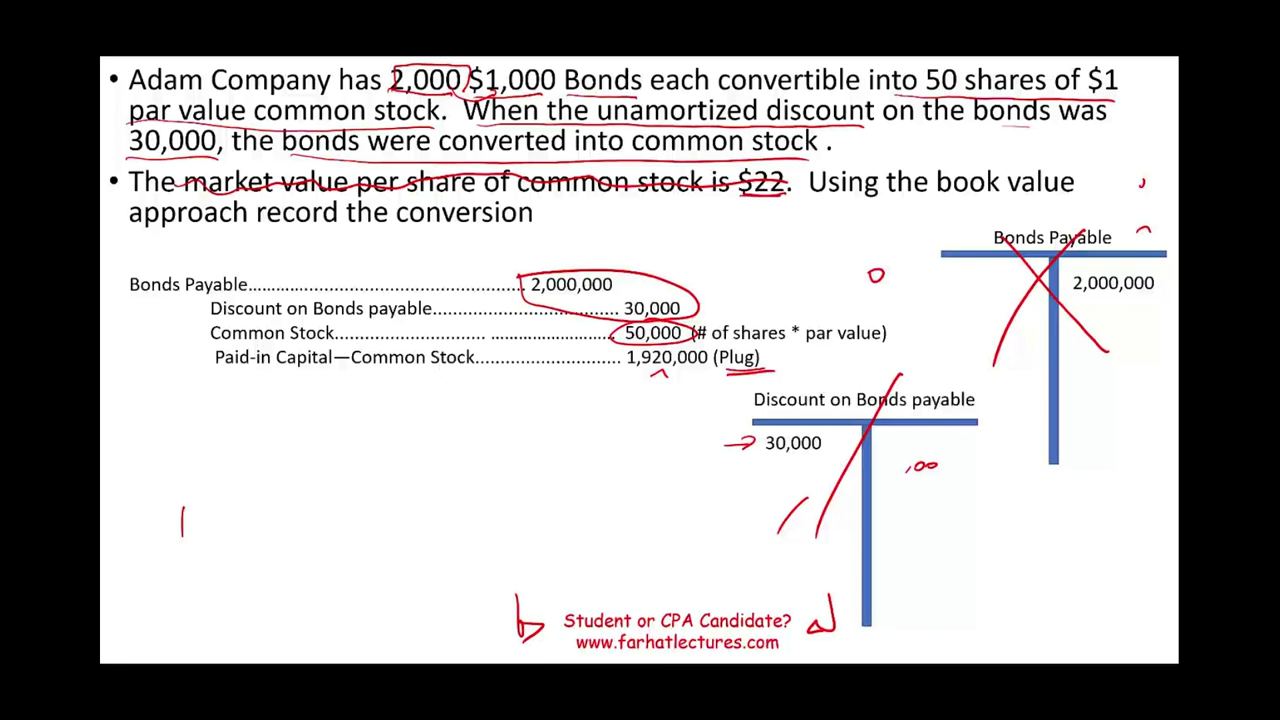 • Adam Company has 2,000 $1,000 Bonds each convertible into 50 shares of $1
par value common stock. When the unamortized discount on the bonds was
30,000, the bonds were converted into common stock .
• The market value per share of common stock is $22. Using the book value
approach record the conversion
Bonds Payable
2,000,000
Bonds Payable................................................... 2,000,000
Discount on Bonds payable................................... 30,000
Common Stock.................................................... 50,000 (# of shares * par value)
Paid-in Capital—Common Stock........................... 1,920,000 (Plug)
Discount on Bonds payable
30,000
Student or CPA Candidate?
www.farhatlectures.com